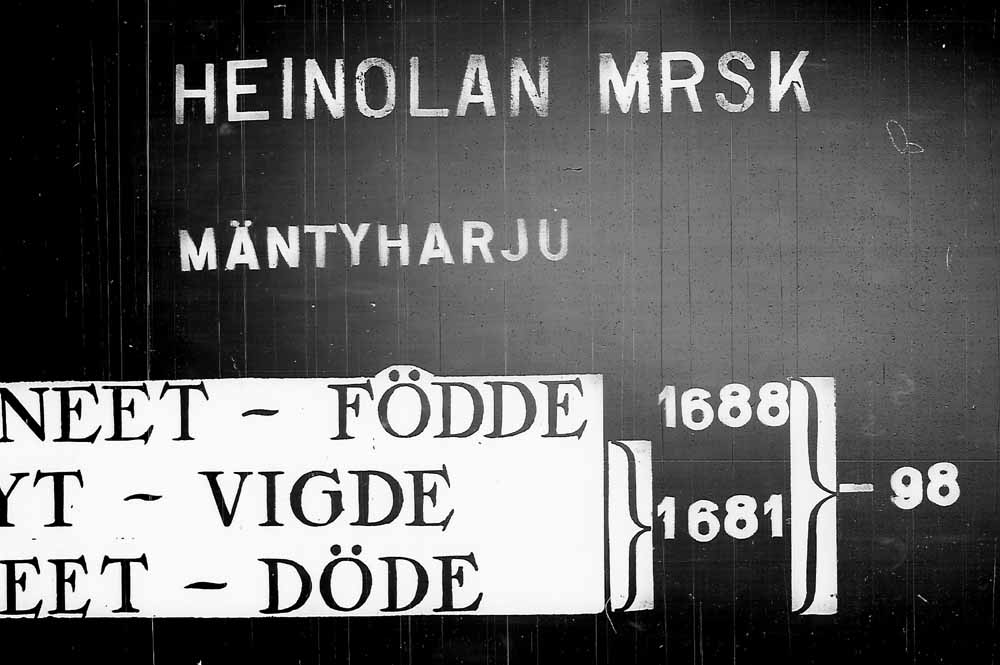 HEINOLAN MRSK
MÄNTYHARJU
NEET - FÖDDE 1688
YT - VIGDE 1681 - 98
EET - DÖDE